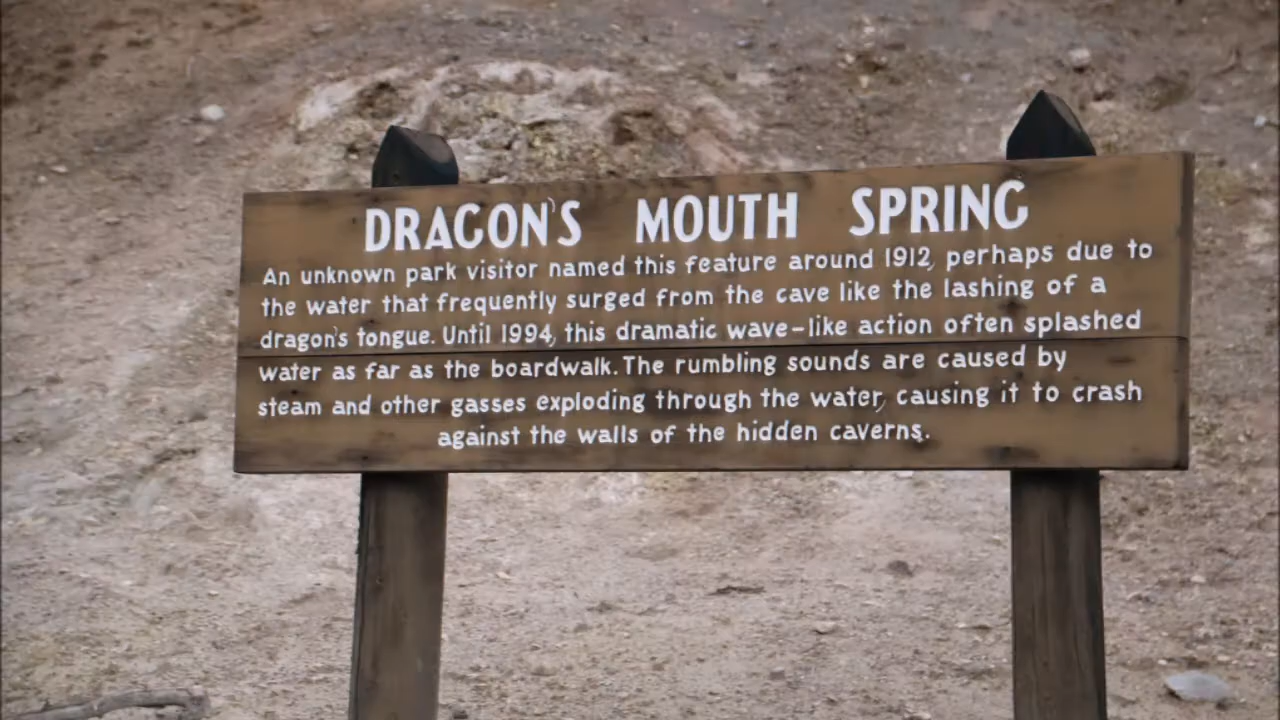 DRAGON'S MOUTH SPRING
An unknown park visitor named this feature around 1912, perhaps due to
the water that frequently surged from the cave like the lashing of a
dragon's tongue. Until 1994, this dramatic wave-like action often splashed
water as far as the boardwalk. The rumbling sounds are caused by
steam and other gasses exploding through the water, causing it to crash
against the walls of the hidden caverns.